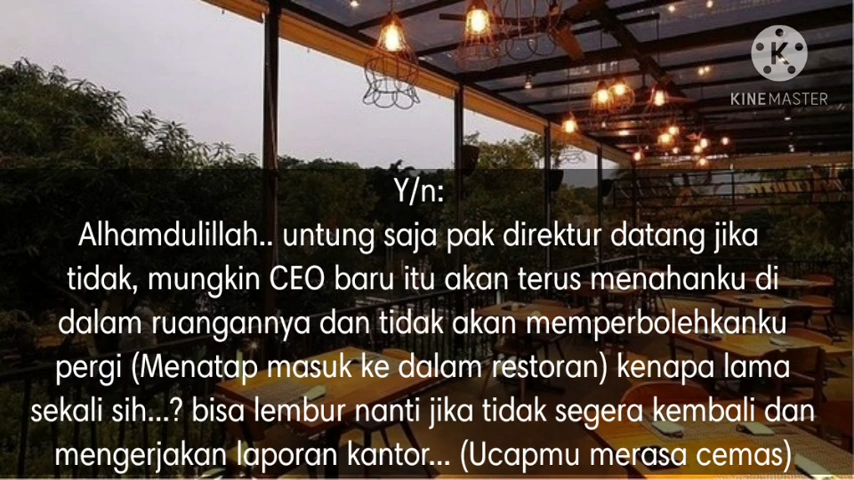 K
KINEMASTER
Y/n:
Alhamdulillah.. untung saja pak direktur datang jika
tidak, mungkin CEO baru itu akan terus menahanku di
dalam ruangannya dan tidak akan memperbolehkanku
pergi (Menatap masuk ke dalam restoran) kenapa lama
sekali sih...? bisa lembur nanti jika tidak segera kembali dan
mengerjakan laporan kantor... (Ucapmu merasa cemas)